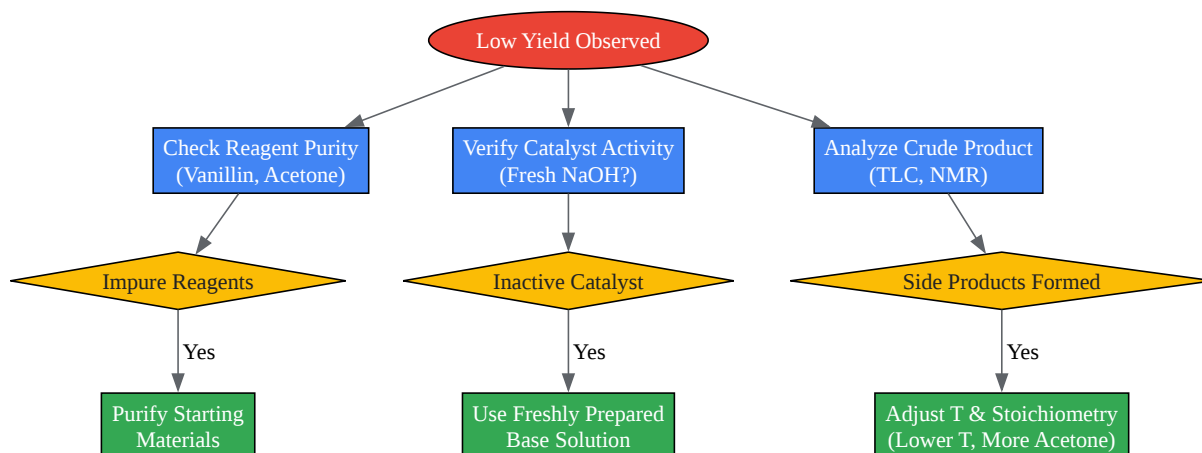 Low Yield Observed
Check Reagent Purity
(Vanillin, Acetone)
Verify Catalyst Activity
(Fresh NaOH?)
Analyze Crude Product
(TLC, NMR)
Impure Reagents
Inactive Catalyst
Side Products Formed
Yes
Yes
Yes
Purify Starting
Materials
Use Freshly Prepared
Base Solution
Adjust T & Stoichiometry
(Lower T, More Acetone)